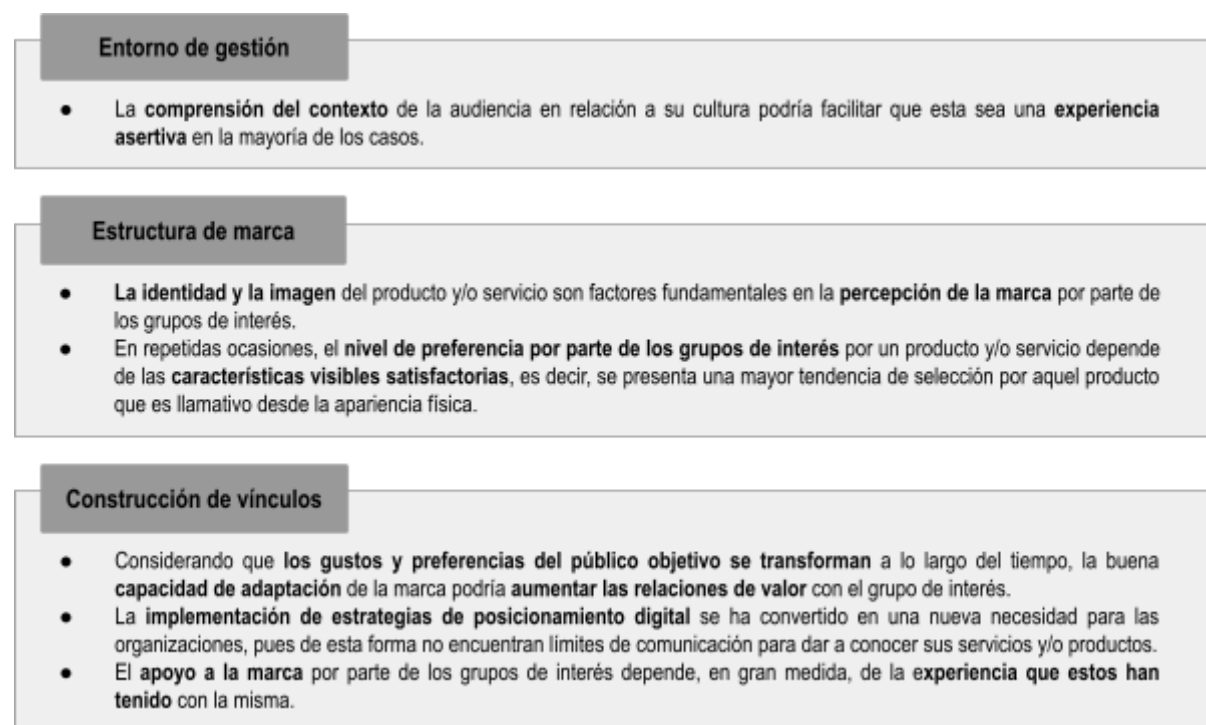 Entorno de gestión
● La comprensión del contexto de la audiencia en relación a su cultura podría facilitar que esta sea una experiencia
asertiva en la mayoría de los casos.
Estructura de marca
● La identidad y la imagen del producto y/o servicio son factores fundamentales en la percepción de la marca por parte de
los grupos de interés.
● En repetidas ocasiones, el nivel de preferencia por parte de los grupos de interés por un producto y/o servicio depende
de las características visibles satisfactorias, es decir, se presenta una mayor tendencia de selección por aquel producto
que es llamativo desde la apariencia física.
Construcción de vínculos
● Considerando que los gustos y preferencias del público objetivo se transforman a lo largo del tiempo, la buena
capacidad de adaptación de la marca podría aumentar las relaciones de valor con el grupo de interés.
● La implementación de estrategias de posicionamiento digital se ha convertido en una nueva necesidad para las
organizaciones, pues de esta forma no encuentran límites de comunicación para dar a conocer sus servicios y/o productos.
● El apoyo a la marca por parte de los grupos de interés depende, en gran medida, de la experiencia que estos han
tenido con la misma.